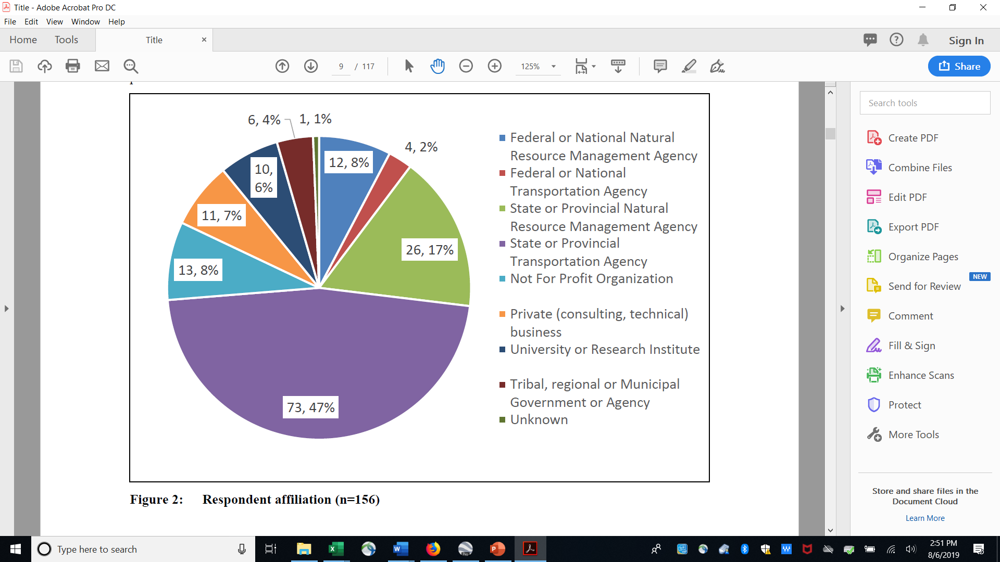 Title - Adobe Acrobat Pro DC
File Edit View Window Help
Home Tools Title × Sign In
9 / 117 125% Share
6, 4% 1, 1%
4, 2%
12, 8%
10,
6%
11, 7%
26, 17%
13, 8%
73, 47%
Federal or National Natural
Resource Management Agency
Federal or National
Transportation Agency
State or Provincial Natural
Resource Management Agency
State or Provincial
Transportation Agency
Not For Profit Organization
Private (consulting, technical)
business
University or Research Institute
Tribal, regional or Municipal
Government or Agency
Unknown
Figure 2: Respondent affiliation (n=156)
Search tools
Create PDF
Combine Files
Edit PDF
Export PDF
Organize Pages
NEW
Send for Review
Comment
Fill & Sign
Enhance Scans
Protect
More Tools
Store and share files in the
Document Cloud
Learn More
Type here to search
2:51 PM
8/6/2019